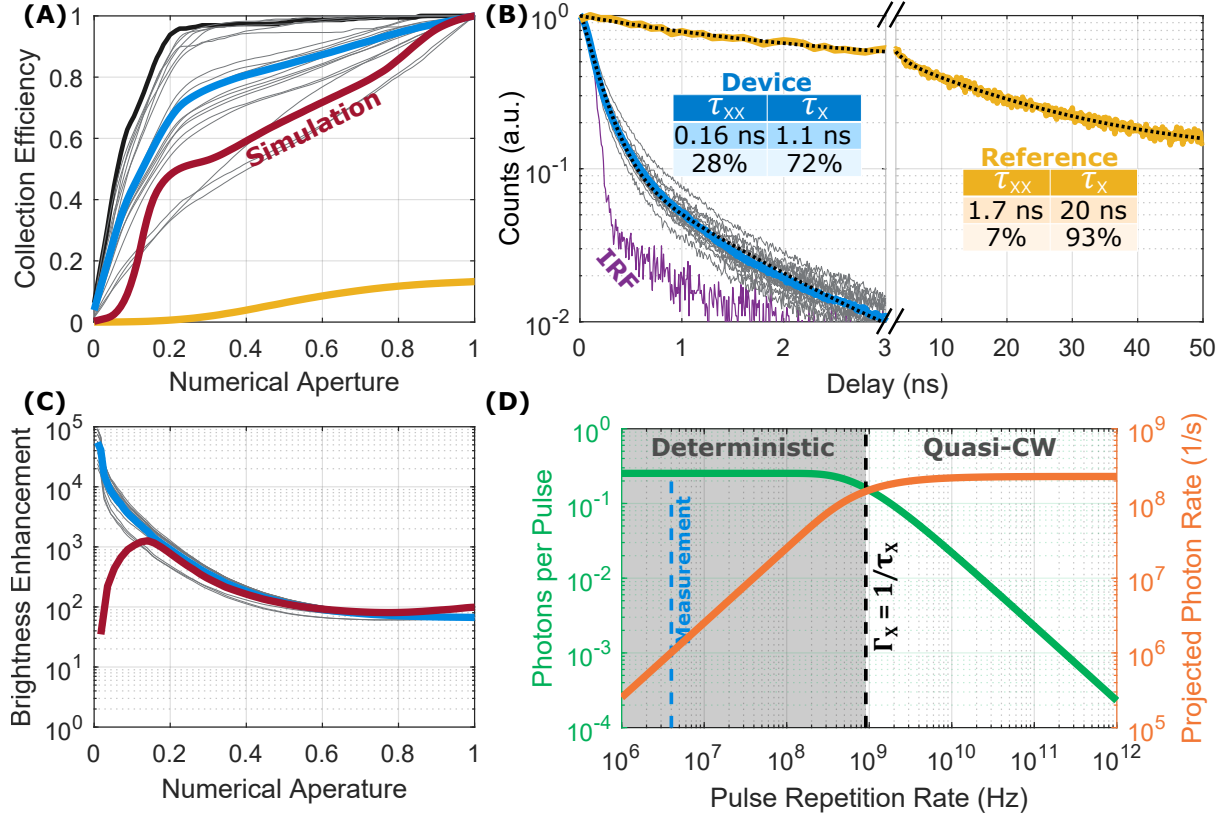 (A)
Collection Efficiency
1
0.8
0.6
0.4
0.2
0
Simulation
0
0.2
0.4
0.6
0.8
1
Numerical Aperture
(B)
Counts (a.u.)
10^0
10^-1
10^-2
Device
τXX τX
0.16 ns 1.1 ns
28% 72%
Reference
τXX τX
1.7 ns 20 ns
7% 93%
IRF
0
1
2
3
10
20
30
40
50
Delay (ns)
(C)
Brightness Enhancement
10^5
10^4
10^3
10^2
10^1
10^0
0
0.2
0.4
0.6
0.8
1
Numerical Aperature
(D)
Photons per Pulse
10^0
10^-1
10^-2
10^-3
10^-4
Deterministic
Quasi-CW
Measurement
ΓX = 1/τX
10^9
10^8
10^7
10^6
10^5
Projected Photon Rate (1/s)
10^6
10^7
10^8
10^9
10^10
10^11
10^12
Pulse Repetition Rate (Hz)